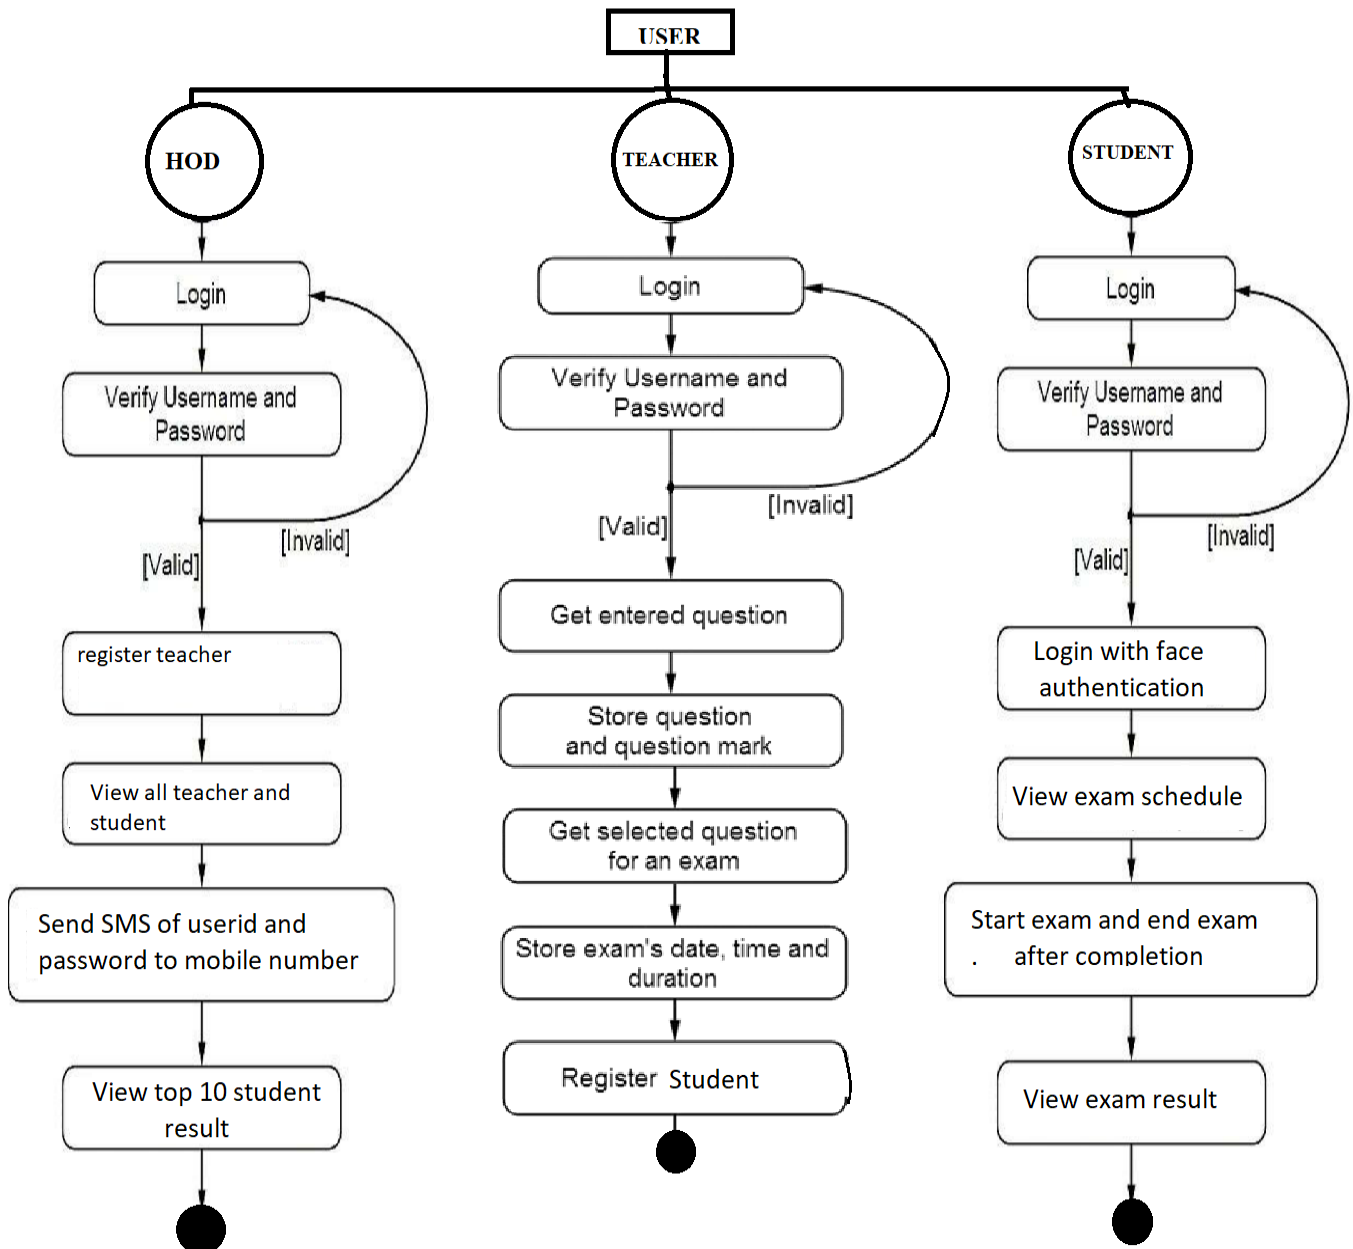 USER
HOD
TEACHER
STUDENT
Login
Verify Username and
Password
[Invalid]
[Valid]
register teacher
View all teacher and
student
Send SMS of userid and
password to mobile number
View top 10 student
result
Login
Verify Username and
Password
[Invalid]
[Valid]
Get entered question
Store question
and question mark
Get selected question
for an exam
Store exam's date, time and
duration
Register Student
Login
Verify Username and
Password
[Invalid]
[Valid]
Login with face
authentication
View exam schedule
Start exam and end exam
. after completion
View exam result